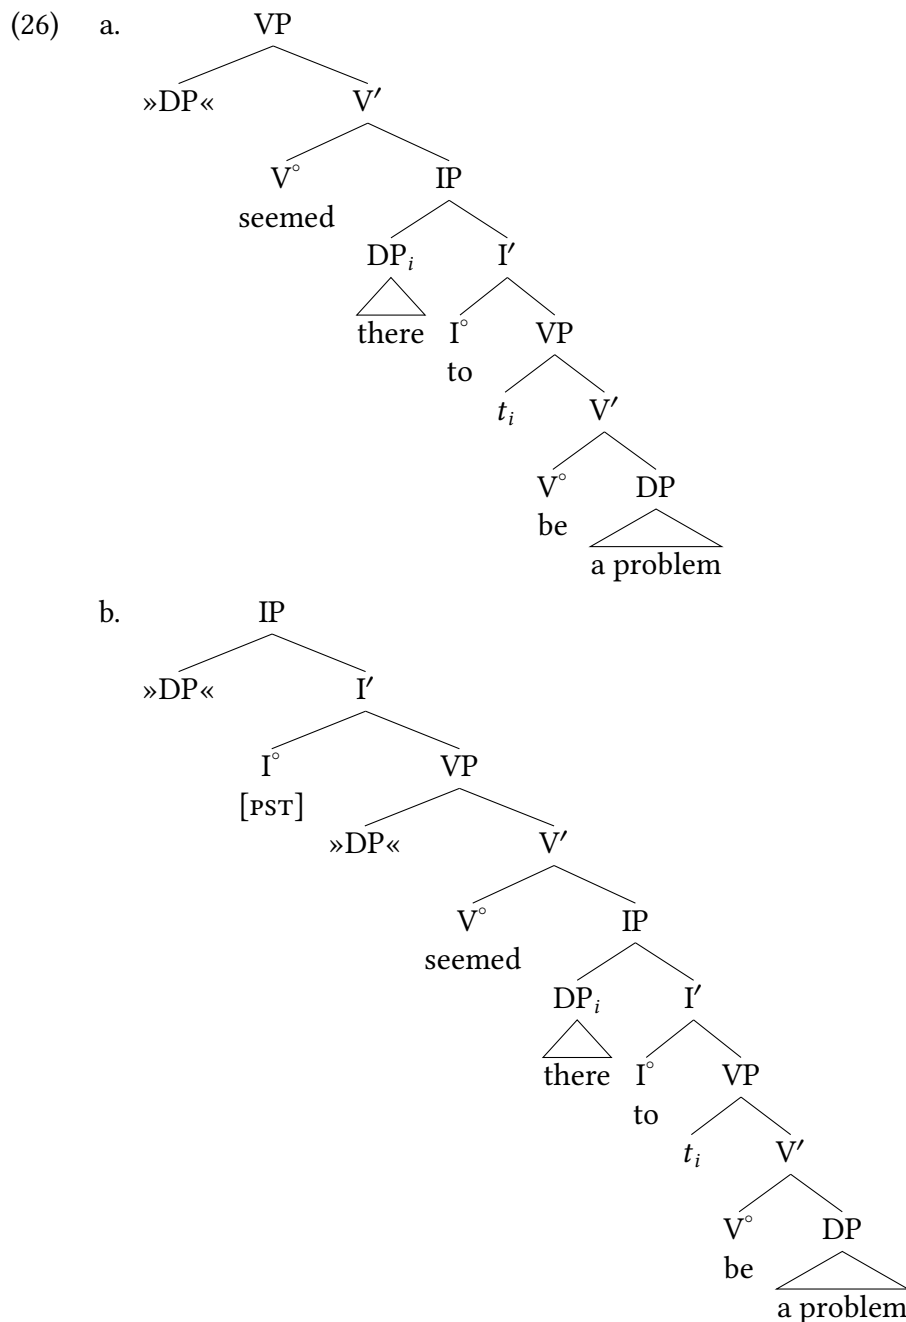 (26) a. VP
»DP« V′
V° IP
seemed
DPᵢ I′
there I° VP
to
tᵢ V′
V° DP
be
a problem
b. IP
»DP« I′
I° VP
[PST] »DP« V′
V° IP
seemed
DPᵢ I′
there I° VP
to
tᵢ V′
V° DP
be
a problem